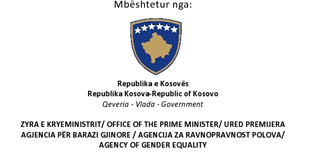 Mbështetur nga:
Republika e Kosovës
Republika Kosova-Republic of Kosovo
Qeveria - Vlada - Government
ZYRA E KRYEMINISTRIT/ OFFICE OF THE PRIME MINISTER/ URED PREMIJERA
AGJENCIA PËR BARAZI GJINORE / AGENCIJA ZA RAVNOPRAVNOST POLOVA/
AGENCY OF GENDER EQUALITY